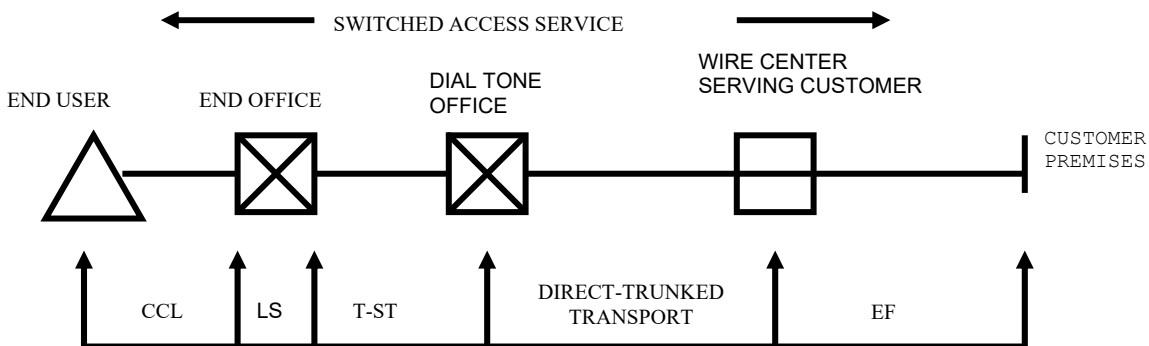 SWITCHED ACCESS SERVICE
WIRE CENTER
SERVING CUSTOMER
DIAL TONE
OFFICE
END USER
END OFFICE
CUSTOMER
PREMISES
CCL
LS
T-ST
DIRECT-TRUNKED
TRANSPORT
EF